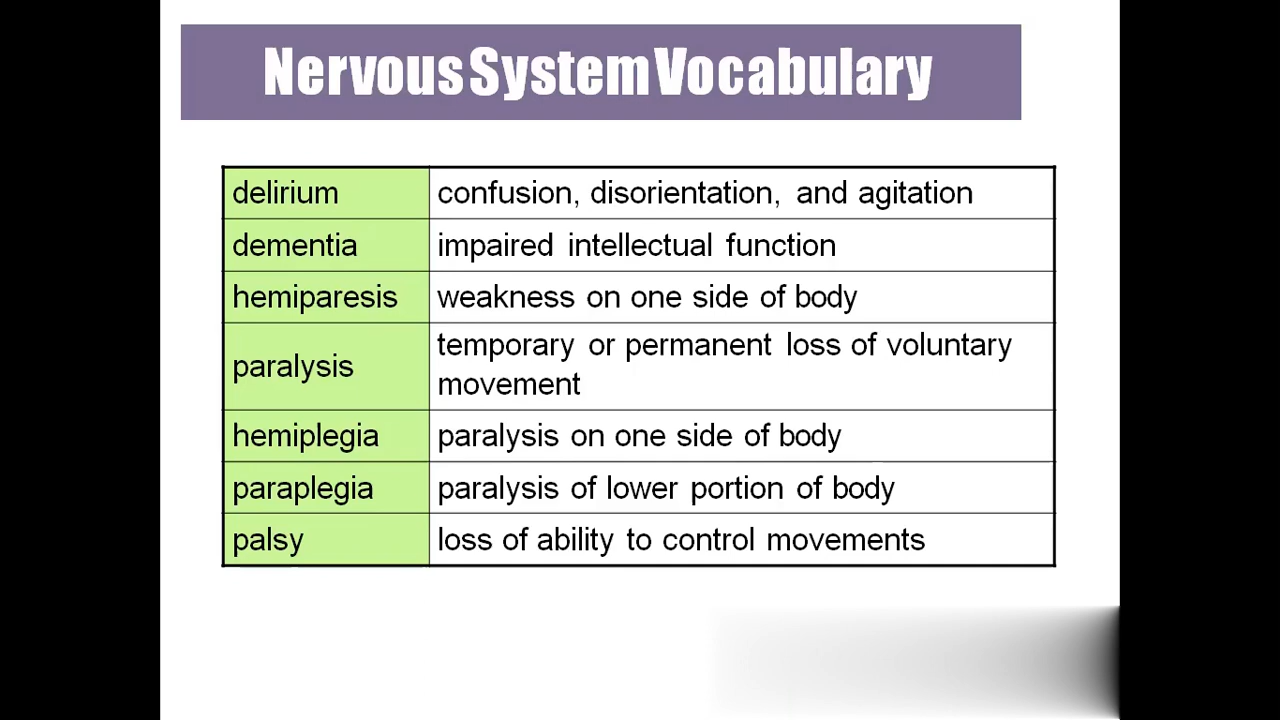 Nervous System Vocabulary
delirium confusion, disorientation, and agitation
dementia impaired intellectual function
hemiparesis weakness on one side of body
paralysis temporary or permanent loss of voluntary
movement
hemiplegia paralysis on one side of body
paraplegia paralysis of lower portion of body
palsy loss of ability to control movements